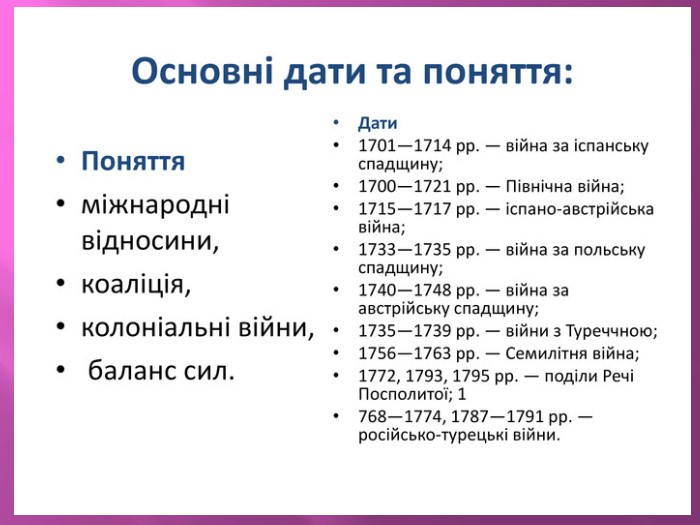 Основні дати та поняття:
• Поняття
• міжнародні
відносини,
• коаліція,
• колоніальні війни,
• баланс сил.
• Дати
• 1701—1714 рр. — війна за іспанську
спадщину;
• 1700—1721 рр. — Північна війна;
• 1715—1717 рр. — іспано-австрійська
війна;
• 1733—1735 рр. — війна за польську
спадщину;
• 1740—1748 рр. — війна за
австрійську спадщину;
• 1735—1739 рр. — війни з Туреччною;
• 1756—1763 рр. — Семилітня війна;
• 1772, 1793, 1795 рр. — поділи Речі
Посполитої; 1
• 768—1774, 1787—1791 рр. —
російсько-турецькі війни.